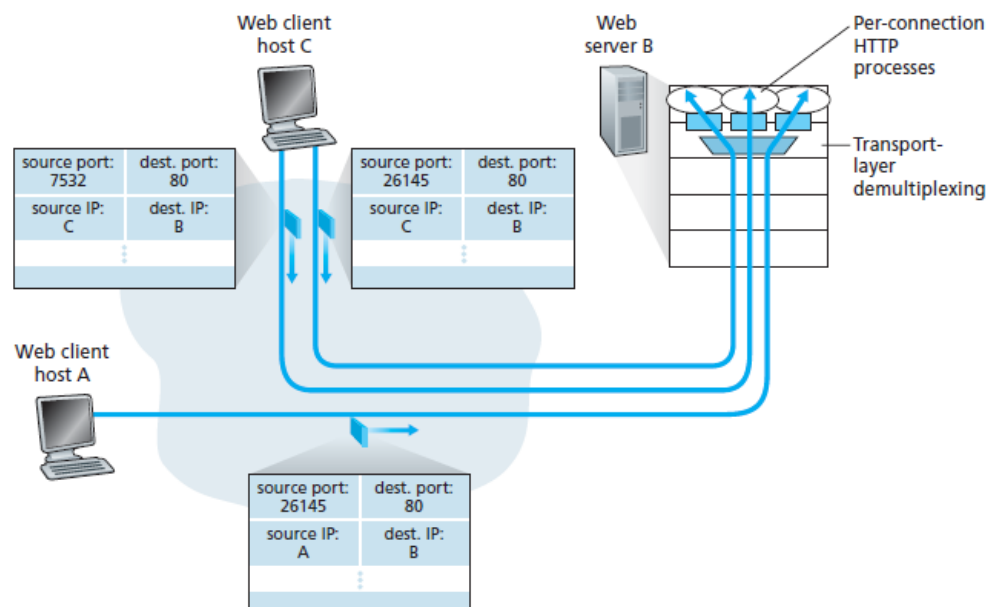 Web client
host C
Web
server B
Per-connection
HTTP
processes
Transport-
layer
demultiplexing
source port:
7532
dest. port:
80
source IP:
C
dest. IP:
B
source port:
26145
dest. port:
80
source IP:
C
dest. IP:
B
Web client
host A
source port:
26145
dest. port:
80
source IP:
A
dest. IP:
B